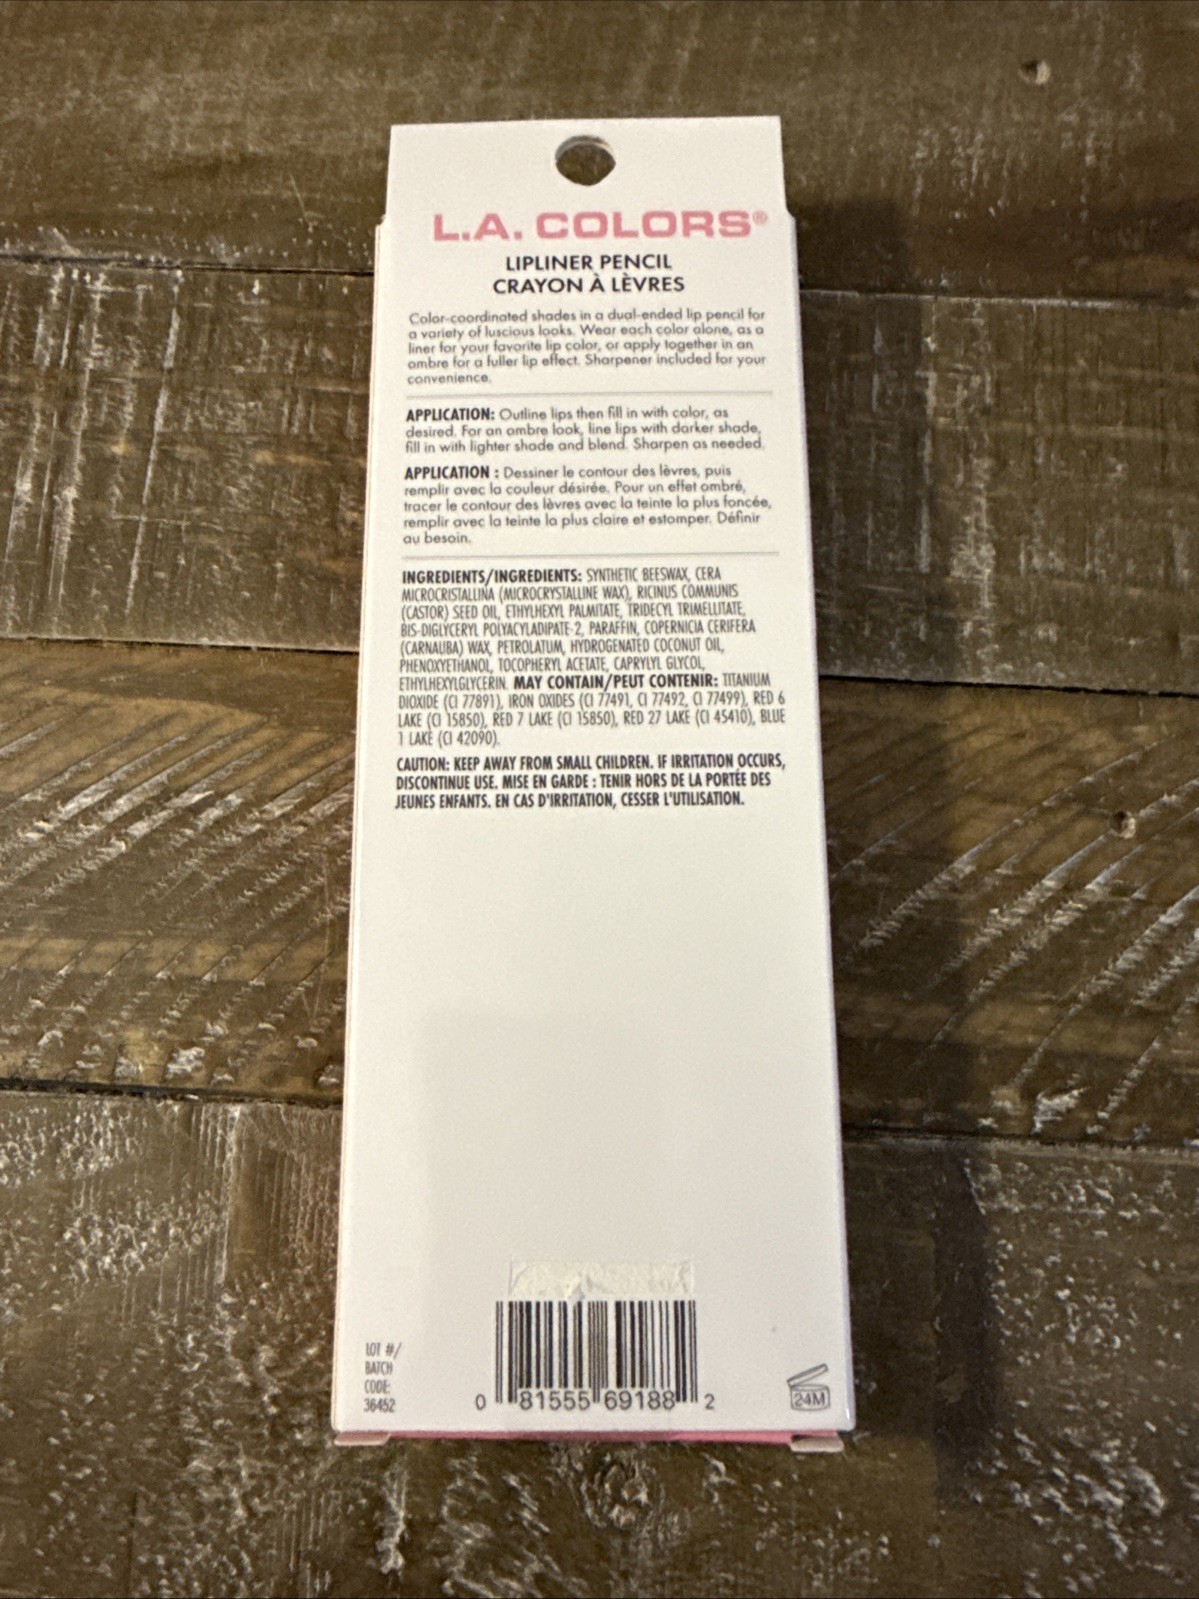 L.A. COLORS®
LIPLINER PENCIL
CRAYON À LÈVRES
Color-coordinated shades in a dual-ended lip pencil for
a variety of luscious looks. Wear each color alone, as a
liner for your favorite lip color, or apply together in an
ombre for a fuller lip effect. Sharpener included for your
convenience.
APPLICATION: Outline lips then fill in with color, as
desired. For an ombre look, line lips with darker shade,
fill in with lighter shade and blend. Sharpen as needed.
APPLICATION : Dessiner le contour des lèvres, puis
remplir avec la couleur désirée. Pour un effet ombré,
tracer le contour des lèvres avec la teinte la plus foncée,
remplir avec la teinte la plus claire et estomper. Définir
au besoin.
INGREDIENTS/INGREDIENTS: SYNTHETIC BEESWAX, CERA
MICROCRISTALLINA (MICROCRYSTALLINE WAX), RICINUS COMMUNIS
(CASTOR) SEED OIL, ETHYLHEXYL PALMITATE, TRIDECYL TRIMELLITATE,
BIS-DIGLYCERYL POLYACYLADIPATE-2, PARAFFIN, COPERNICIA CERIFERA
(CARNAUBA) WAX, PETROLATUM, HYDROGENATED COCONUT OIL,
PHENOXYETHANOL, TOCOPHERYL ACETATE, CAPRYLYL GLYCOL,
ETHYLHEXYLGLYCERIN. MAY CONTAIN/PEUT CONTENIR: TITANIUM
DIOXIDE (CI 77891), IRON OXIDES (CI 77491, CI 77492, CI 77499), RED 6
LAKE (CI 15850), RED 7 LAKE (CI 15850), RED 27 LAKE (CI 45410), BLUE
1 LAKE (CI 42090).
CAUTION: KEEP AWAY FROM SMALL CHILDREN. IF IRRITATION OCCURS,
DISCONTINUE USE. MISE EN GARDE : TENIR HORS DE LA PORTÉE DES
JEUNES ENFANTS. EN CAS D'IRRITATION, CESSER L'UTILISATION.
LOT #/
BATCH
CODE:
36452
0 81555 69188 2
24M